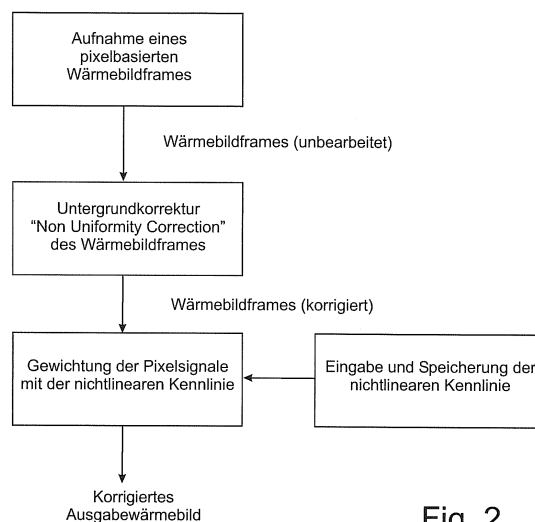 Aufnahme eines
pixelbasierten
Wärmebildframes
Wärmebildframes (unbearbeitet)
Untergrundkorrektur
“Non Uniformity Correction”
des Wärmebildframes
Wärmebildframes (korrigiert)
Gewichtung der Pixelsignale
mit der nichtlinearen Kennlinie
Eingabe und Speicherung der
nichtlinearen Kennlinie
Korrigiertes
Ausgabewärmebild
Fig. 2